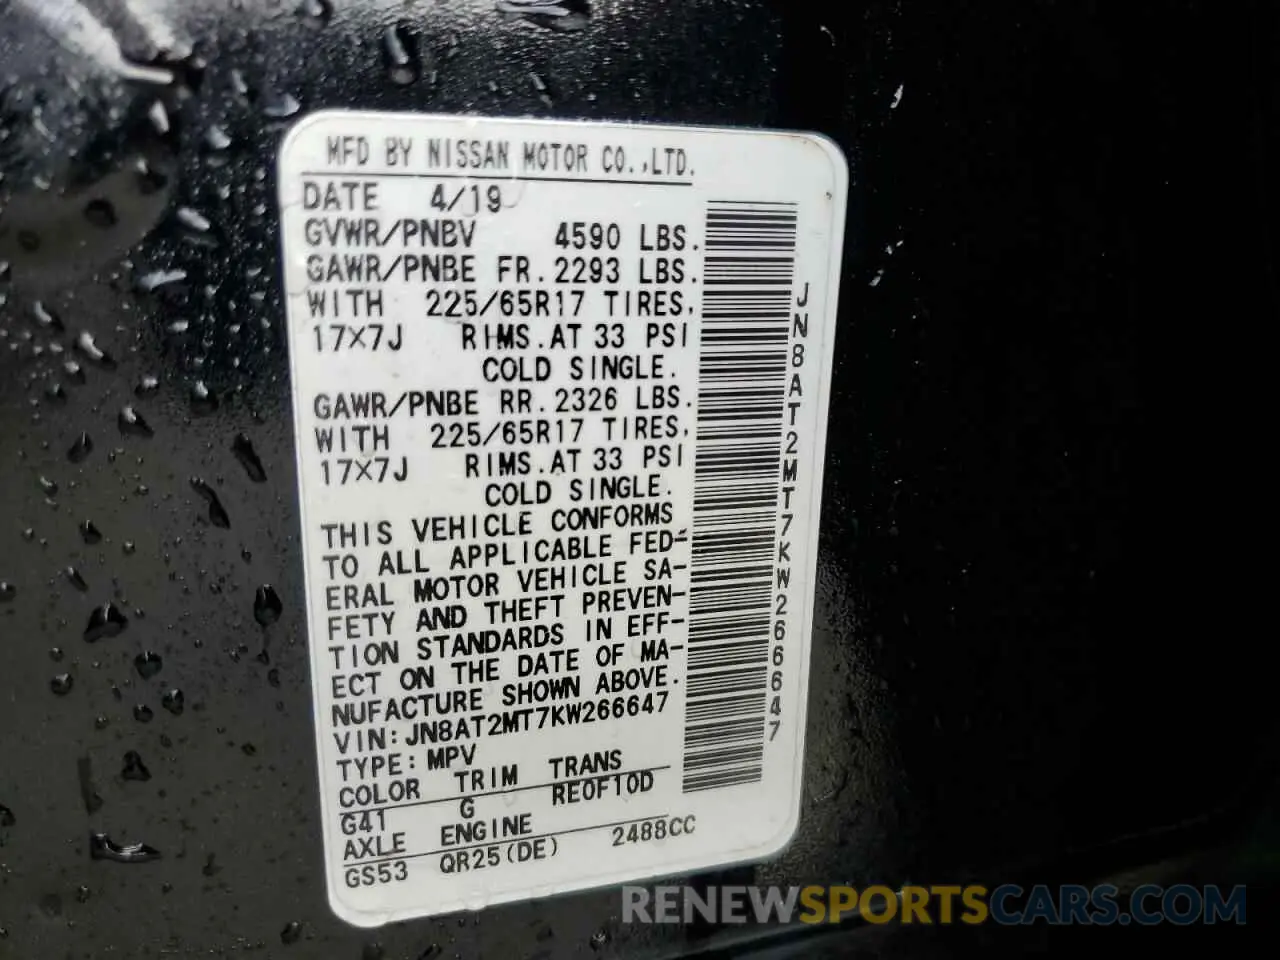 MFD BY NISSAN MOTOR CO.,LTD.
DATE 4/19
GVWR/PNBV 4590 LBS.
GAWR/PNBE FR.2293 LBS.
WITH 225/65R17 TIRES,
17X7J RIMS.AT 33 PSI
COLD SINGLE.
GAWR/PNBE RR.2326 LBS.
WITH 225/65R17 TIRES,
17X7J RIMS.AT 33 PSI
COLD SINGLE.
THIS VEHICLE CONFORMS
TO ALL APPLICABLE FED-
ERAL MOTOR VEHICLE SA-
FETY AND THEFT PREVEN-
TION STANDARDS IN EFF-
ECT ON THE DATE OF MA-
NUFACTURE SHOWN ABOVE.
VIN:JN8AT2MT7KW266647
TYPE:MPV
COLOR TRIM TRANS
G41 G RE0F10D
AXLE ENGINE
GS53 QR25(DE) 2488CC
JN8AT2MT7KW266647
RENEWSPORTSCARS.COM